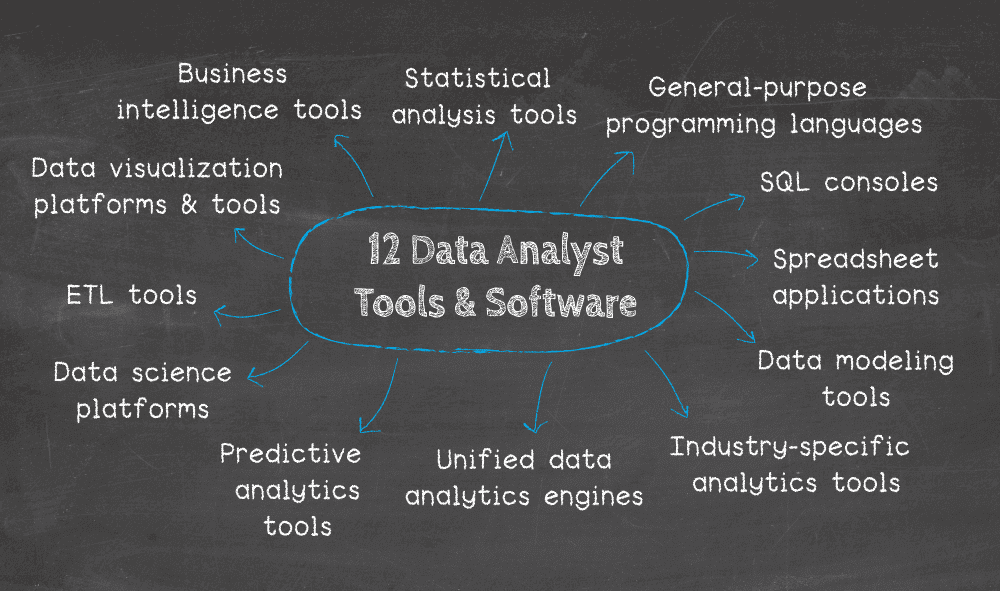 Business
intelligence tools
Statistical
analysis tools
General-purpose
programming languages
Data visualization
platforms & tools
SQL consoles
12 Data Analyst
Tools & Software
Spreadsheet
applications
ETL tools
Data science
platforms
Data modeling
tools
Predictive
analytics
tools
Unified data
analytics engines
Industry-specific
analytics tools